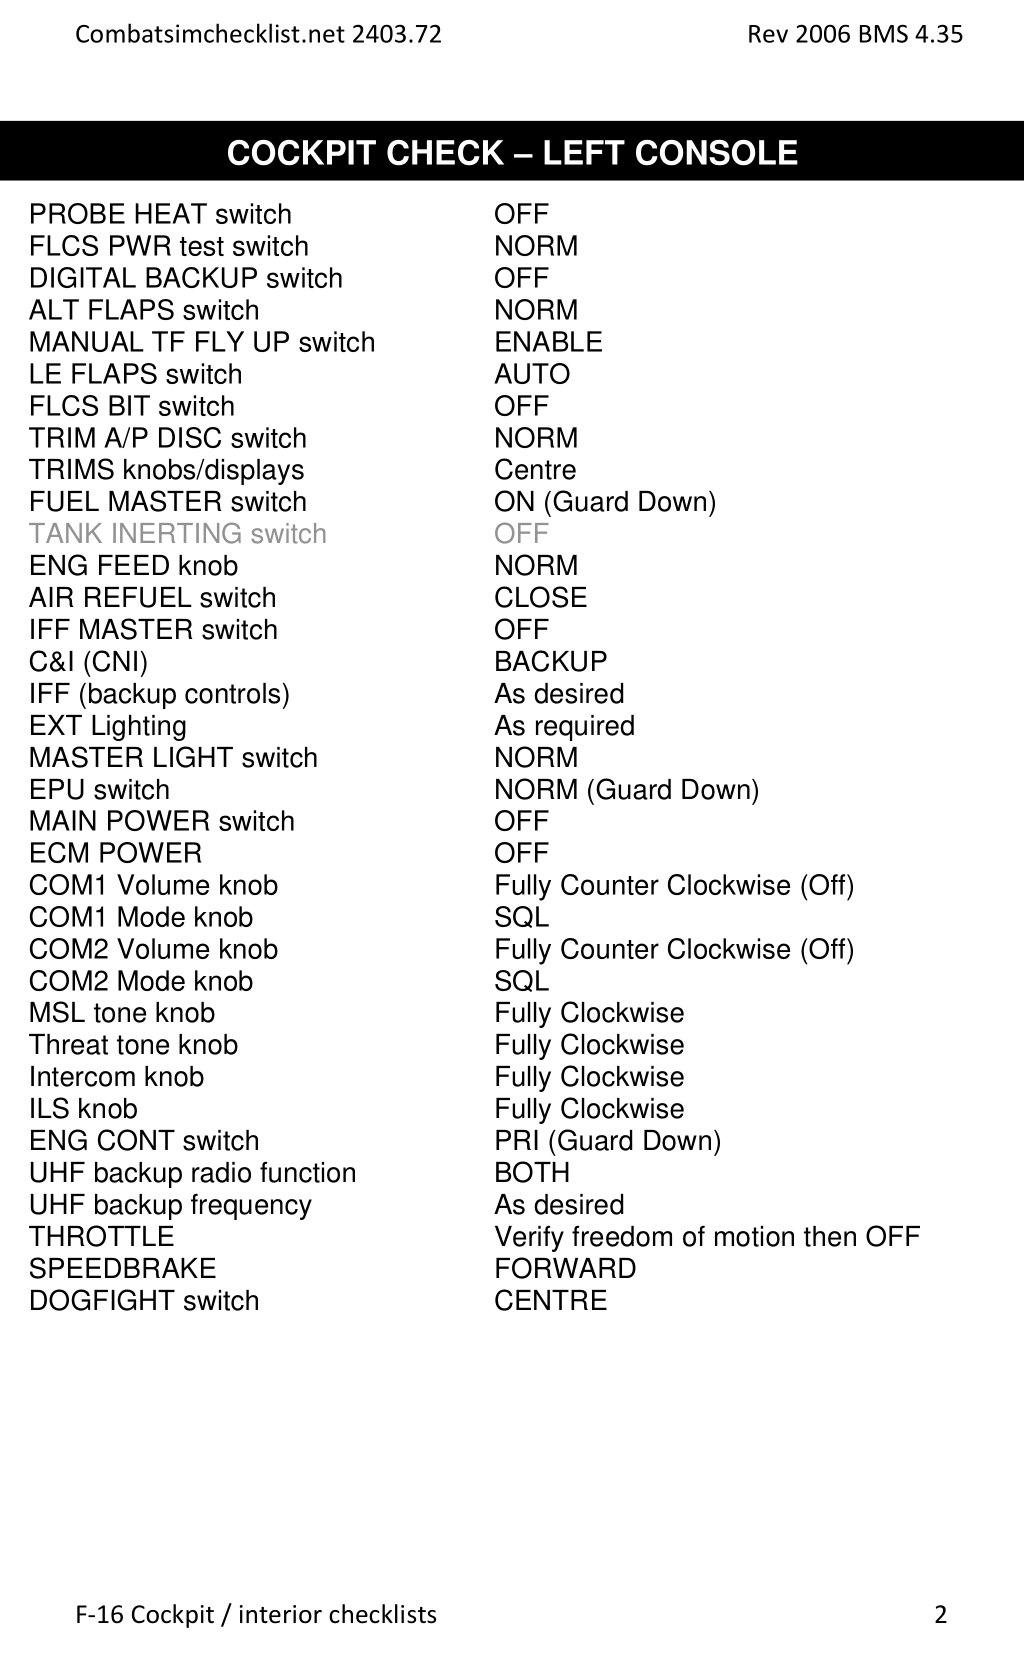 Combatsimchecklist.net 2403.72 Rev 2006 BMS 4.35
COCKPIT CHECK – LEFT CONSOLE
PROBE HEAT switch OFF
FLCS PWR test switch NORM
DIGITAL BACKUP switch OFF
ALT FLAPS switch NORM
MANUAL TF FLY UP switch ENABLE
LE FLAPS switch AUTO
FLCS BIT switch OFF
TRIM A/P DISC switch NORM
TRIMS knobs/displays Centre
FUEL MASTER switch ON (Guard Down)
TANK INERTING switch OFF
ENG FEED knob NORM
AIR REFUEL switch CLOSE
IFF MASTER switch OFF
C&I (CNI) BACKUP
IFF (backup controls) As desired
EXT Lighting As required
MASTER LIGHT switch NORM
EPU switch NORM (Guard Down)
MAIN POWER switch OFF
ECM POWER OFF
COM1 Volume knob Fully Counter Clockwise (Off)
COM1 Mode knob SQL
COM2 Volume knob Fully Counter Clockwise (Off)
COM2 Mode knob SQL
MSL tone knob Fully Clockwise
Threat tone knob Fully Clockwise
Intercom knob Fully Clockwise
ILS knob Fully Clockwise
ENG CONT switch PRI (Guard Down)
UHF backup radio function BOTH
UHF backup frequency As desired
THROTTLE Verify freedom of motion then OFF
SPEEDBRAKE FORWARD
DOGFIGHT switch CENTRE
F-16 Cockpit / interior checklists 2